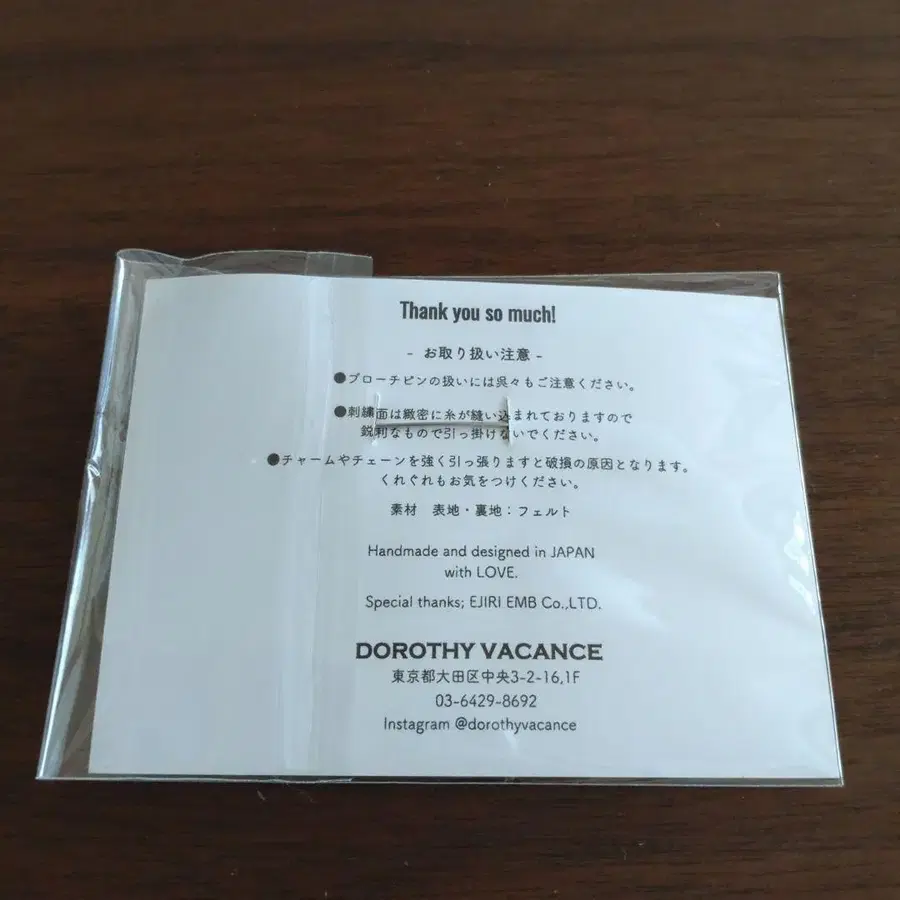 Thank you so much!
- お取り扱い注意 -
●ブローチピンの扱いには呉々もご注意ください。
●刺繍面は緻密に糸が縫い込まれておりますので
鋭利なもので引っ掛けないでください。
●チャームやチェーンを強く引っ張りますと破損の原因となります。
くれぐれもお気をつけください。
素材　表地・裏地：フェルト
Handmade and designed in JAPAN
with LOVE.
Special thanks; EJIRI EMB Co.,LTD.
DOROTHY VACANCE
東京都大田区中央3-2-16,1F
03-6429-8692
Instagram @dorothyvacance